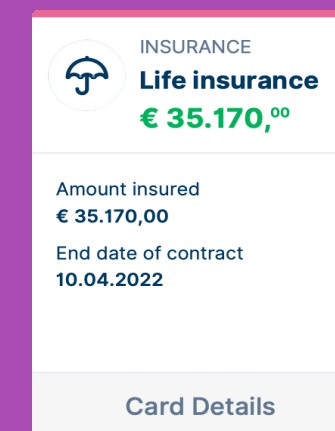 INSURANCE
Life insurance
€ 35.170,00
Amount insured
€ 35.170,00
End date of contract
10.04.2022
Card Details